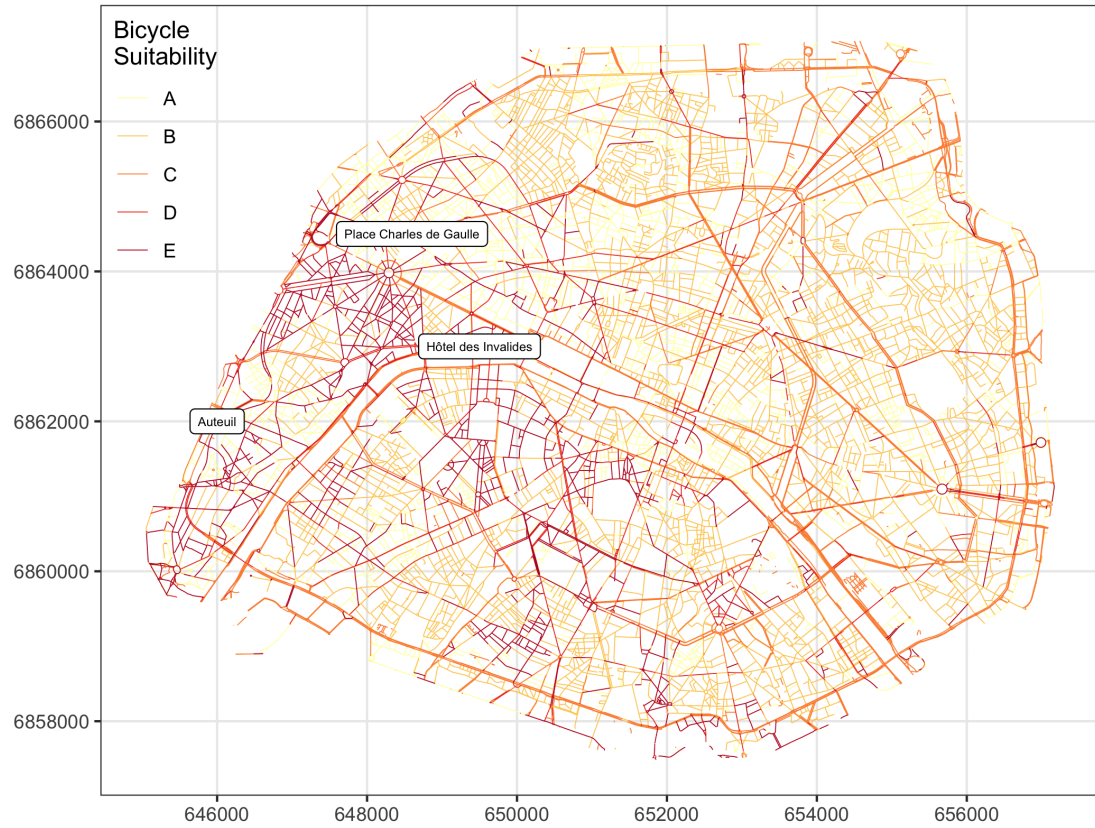 Bicycle
Suitability
A
B
C
D
E
6866000
6864000
6862000
6860000
6858000
Place Charles de Gaulle
Hôtel des Invalides
Auteuil
646000
648000
650000
652000
654000
656000